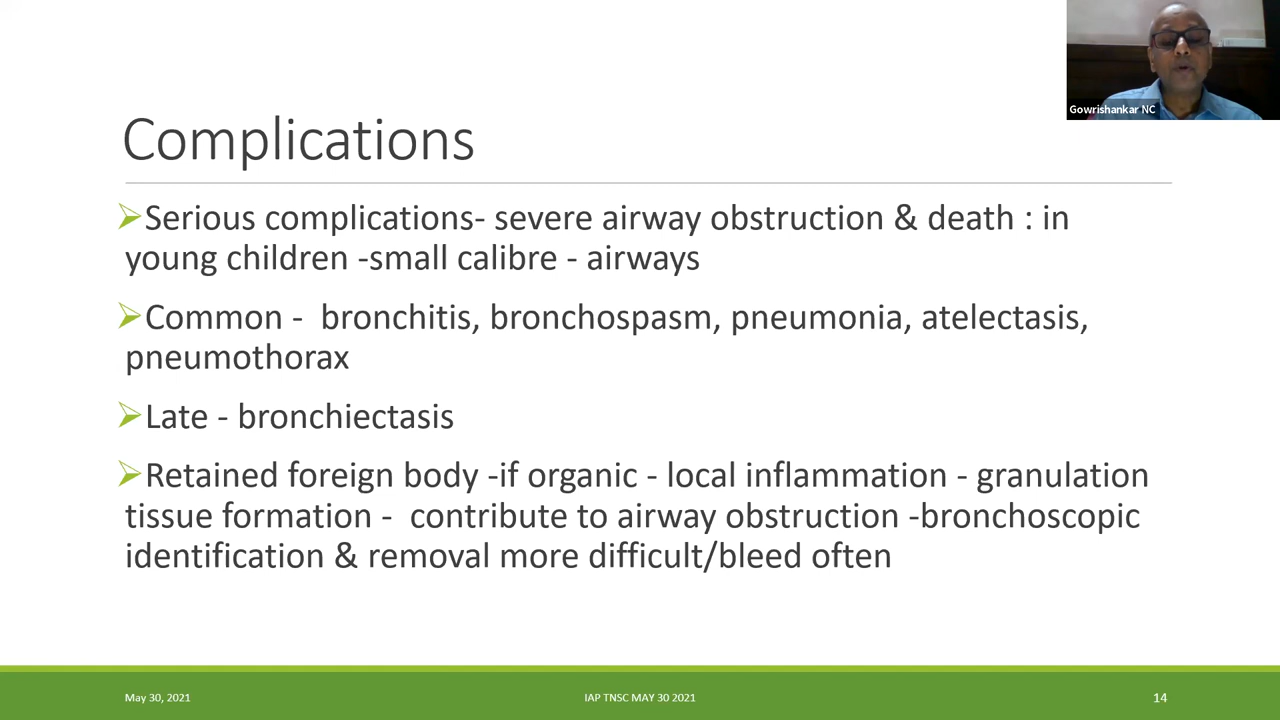 Gowrishankar NC
Complications
Serious complications- severe airway obstruction & death : in
young children -small calibre - airways
Common - bronchitis, bronchospasm, pneumonia, atelectasis,
pneumothorax
Late - bronchiectasis
Retained foreign body -if organic - local inflammation - granulation
tissue formation - contribute to airway obstruction -bronchoscopic
identification & removal more difficult/bleed often
May 30, 2021
IAP TNSC MAY 30 2021
14